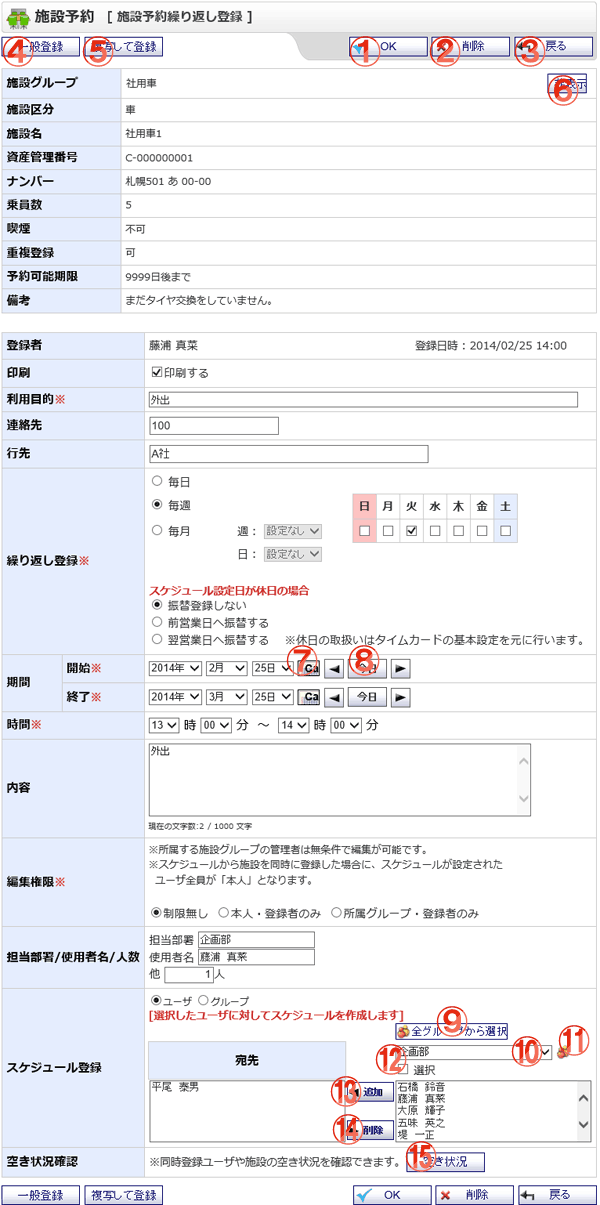 施設予約 [ 施設予約繰り返し登録 ]
④ 一般登録 ⑤ 複写して登録 ① OK ② 削除 ③ 戻る
施設グループ 社用車 ⑥ 表示
施設区分 車
施設名 社用車1
資産管理番号 C-000000001
ナンバー 札幌501 あ 00-00
乗員数 5
喫煙 不可
重複登録 可
予約可能期限 9999日後まで
備考 まだタイヤ交換をしていません。
登録者 藤浦 真菜 登録日時：2014/02/25 14:00
印刷 印刷する
利用目的※ 外出
連絡先 100
行先 A社
繰り返し登録※
毎日
毎週 日 月 火 水 木 金 土
毎月 週： 設定なし
日： 設定なし
スケジュール設定日が休日の場合
振替登録しない
前営業日へ振替する
翌営業日へ振替する ※休日の取扱いはタイムカードの基本設定を元に行います。
期間 開始※ 2014年 2月 25日 ⑦ Ca ⑧ 今日
終了※ 2014年 3月 25日 Ca 今日
時間※ 13 時 00 分 ～ 14 時 00 分
内容 外出
現在の文字数:2 / 1000 文字
編集権限※
※所属する施設グループの管理者は無条件で編集が可能です。
※スケジュールから施設を同時に登録した場合に、スケジュールが設定された
ユーザ全員が「本人」となります。
制限無し 本人・登録者のみ 所属グループ・登録者のみ
担当部署/使用者名/人数
担当部署 企画部
使用者名 藤浦 真菜
他 1 人
スケジュール登録
ユーザ グループ
[選択したユーザに対してスケジュールを作成します]
⑨ 全グループから選択
宛先 ⑫ 企画部 ⑩ ⑪
選択
平尾 泰男 ⑬ 追加 石橋 鈴音
藤浦 真菜
大原 輝子
⑭ 削除 五味 英之
堤 一正
空き状況確認 ※同時登録ユーザや施設の空き状況を確認できます。 ⑮ 空き状況
一般登録 複写して登録 OK 削除 戻る